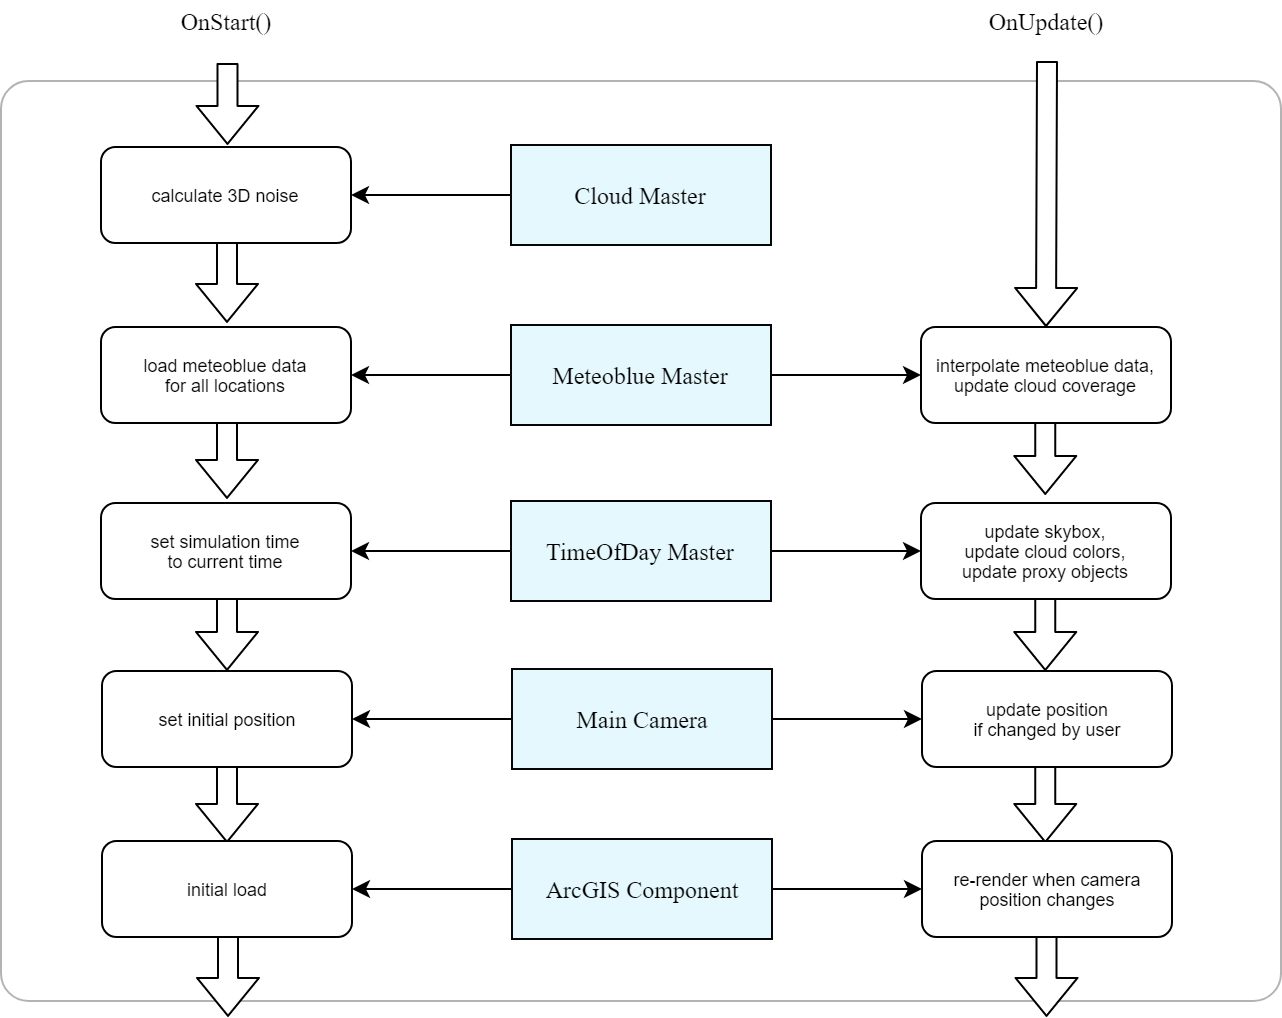 OnStart()
OnUpdate()
calculate 3D noise
Cloud Master
load meteoblue data
for all locations
Meteoblue Master
interpolate meteoblue data,
update cloud coverage
set simulation time
to current time
TimeOfDay Master
update skybox,
update cloud colors,
update proxy objects
set initial position
Main Camera
update position
if changed by user
initial load
ArcGIS Component
re-render when camera
position changes